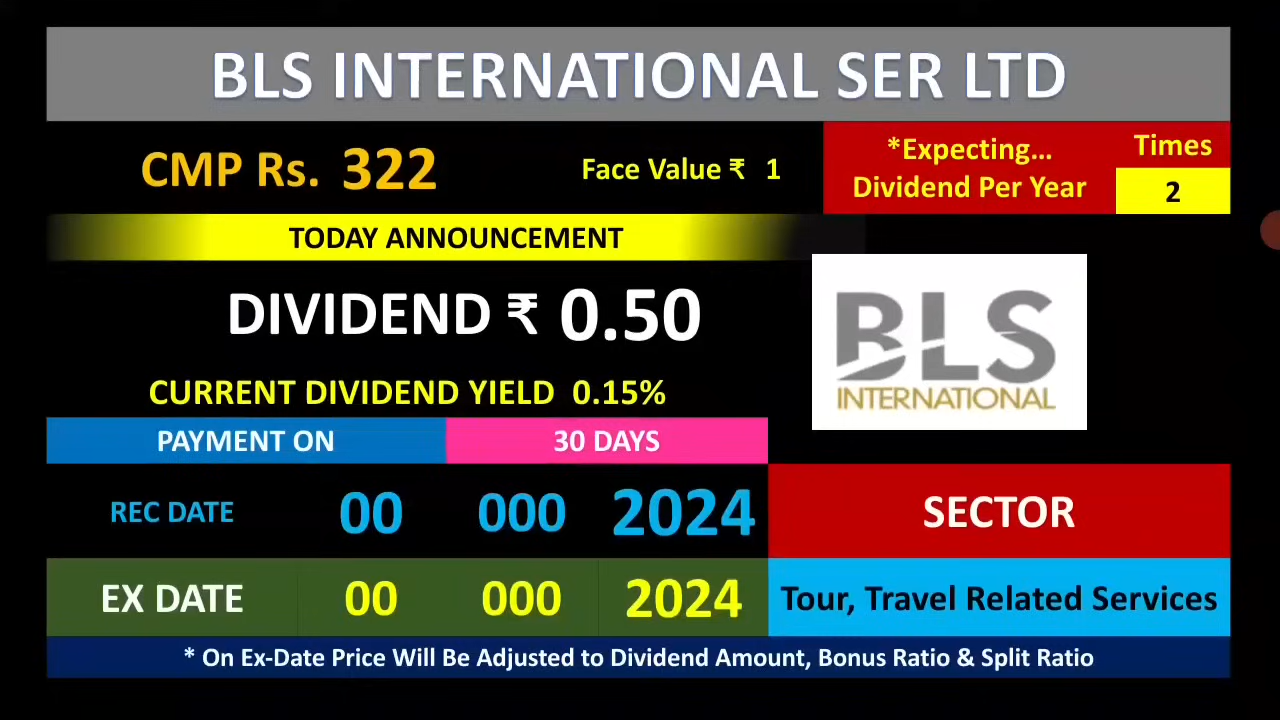 BLS INTERNATIONAL SER LTD
CMP Rs. 322
Face Value ₹ 1
*Expecting...
Dividend Per Year
Times
2
TODAY ANNOUNCEMENT
DIVIDEND ₹ 0.50
BLS
INTERNATIONAL
CURRENT DIVIDEND YIELD 0.15%
PAYMENT ON 30 DAYS
REC DATE 00 000 2024
SECTOR
EX DATE 00 000 2024
Tour, Travel Related Services
* On Ex-Date Price Will Be Adjusted to Dividend Amount, Bonus Ratio & Split Ratio